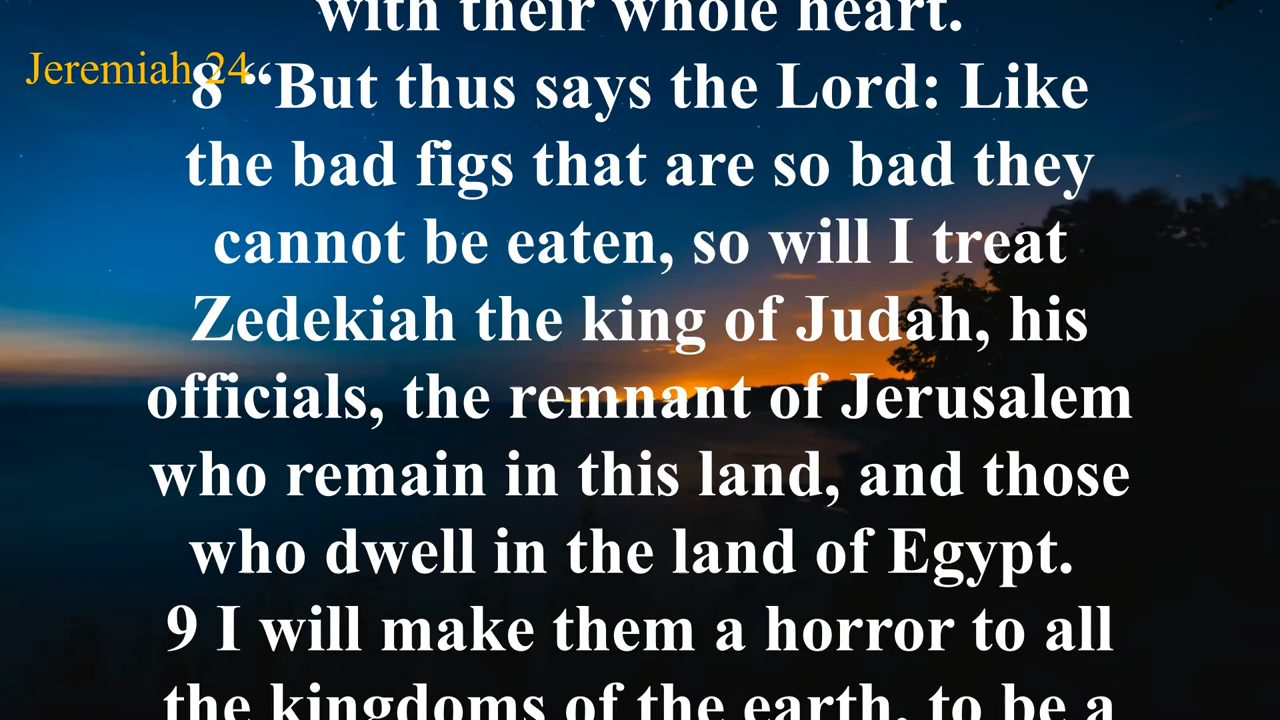 with their whole heart.
Jeremiah 24
8 “But thus says the Lord: Like
the bad figs that are so bad they
cannot be eaten, so will I treat
Zedekiah the king of Judah, his
officials, the remnant of Jerusalem
who remain in this land, and those
who dwell in the land of Egypt.
9 I will make them a horror to all
the kingdoms of the earth, to be a